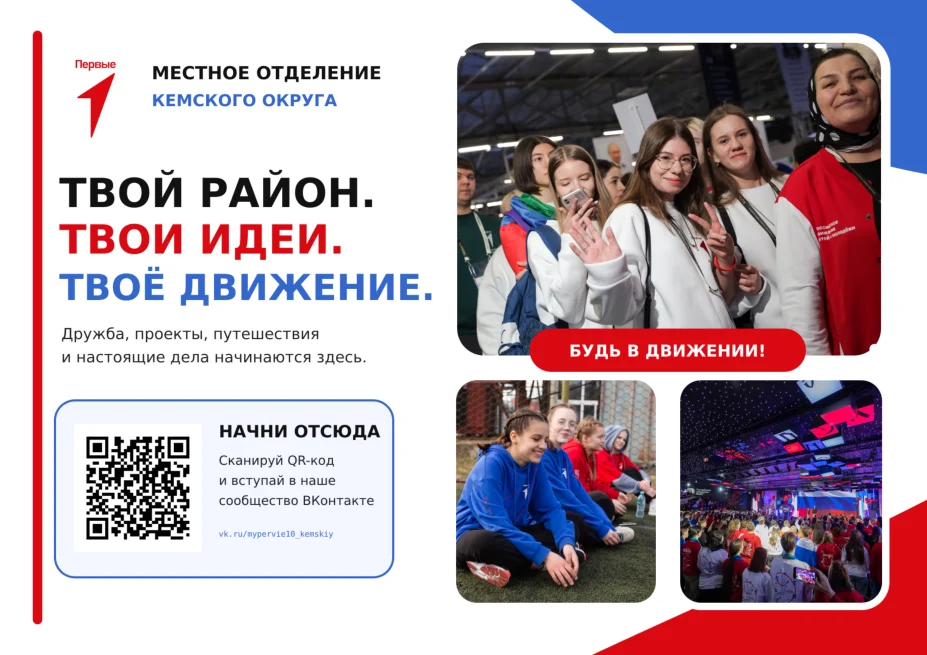 Первые
МЕСТНОЕ ОТДЕЛЕНИЕ
КЕМСКОГО ОКРУГА
ТВОЙ РАЙОН.
ТВОИ ИДЕИ.
ТВОЁ ДВИЖЕНИЕ.
Дружба, проекты, путешествия
и настоящие дела начинаются здесь.
БУДЬ В ДВИЖЕНИИ!
НАЧНИ ОТСЮДА
Сканируй QR-код
и вступай в наше
сообщество ВКонтакте
vk.ru/mypervie10_kemskiy